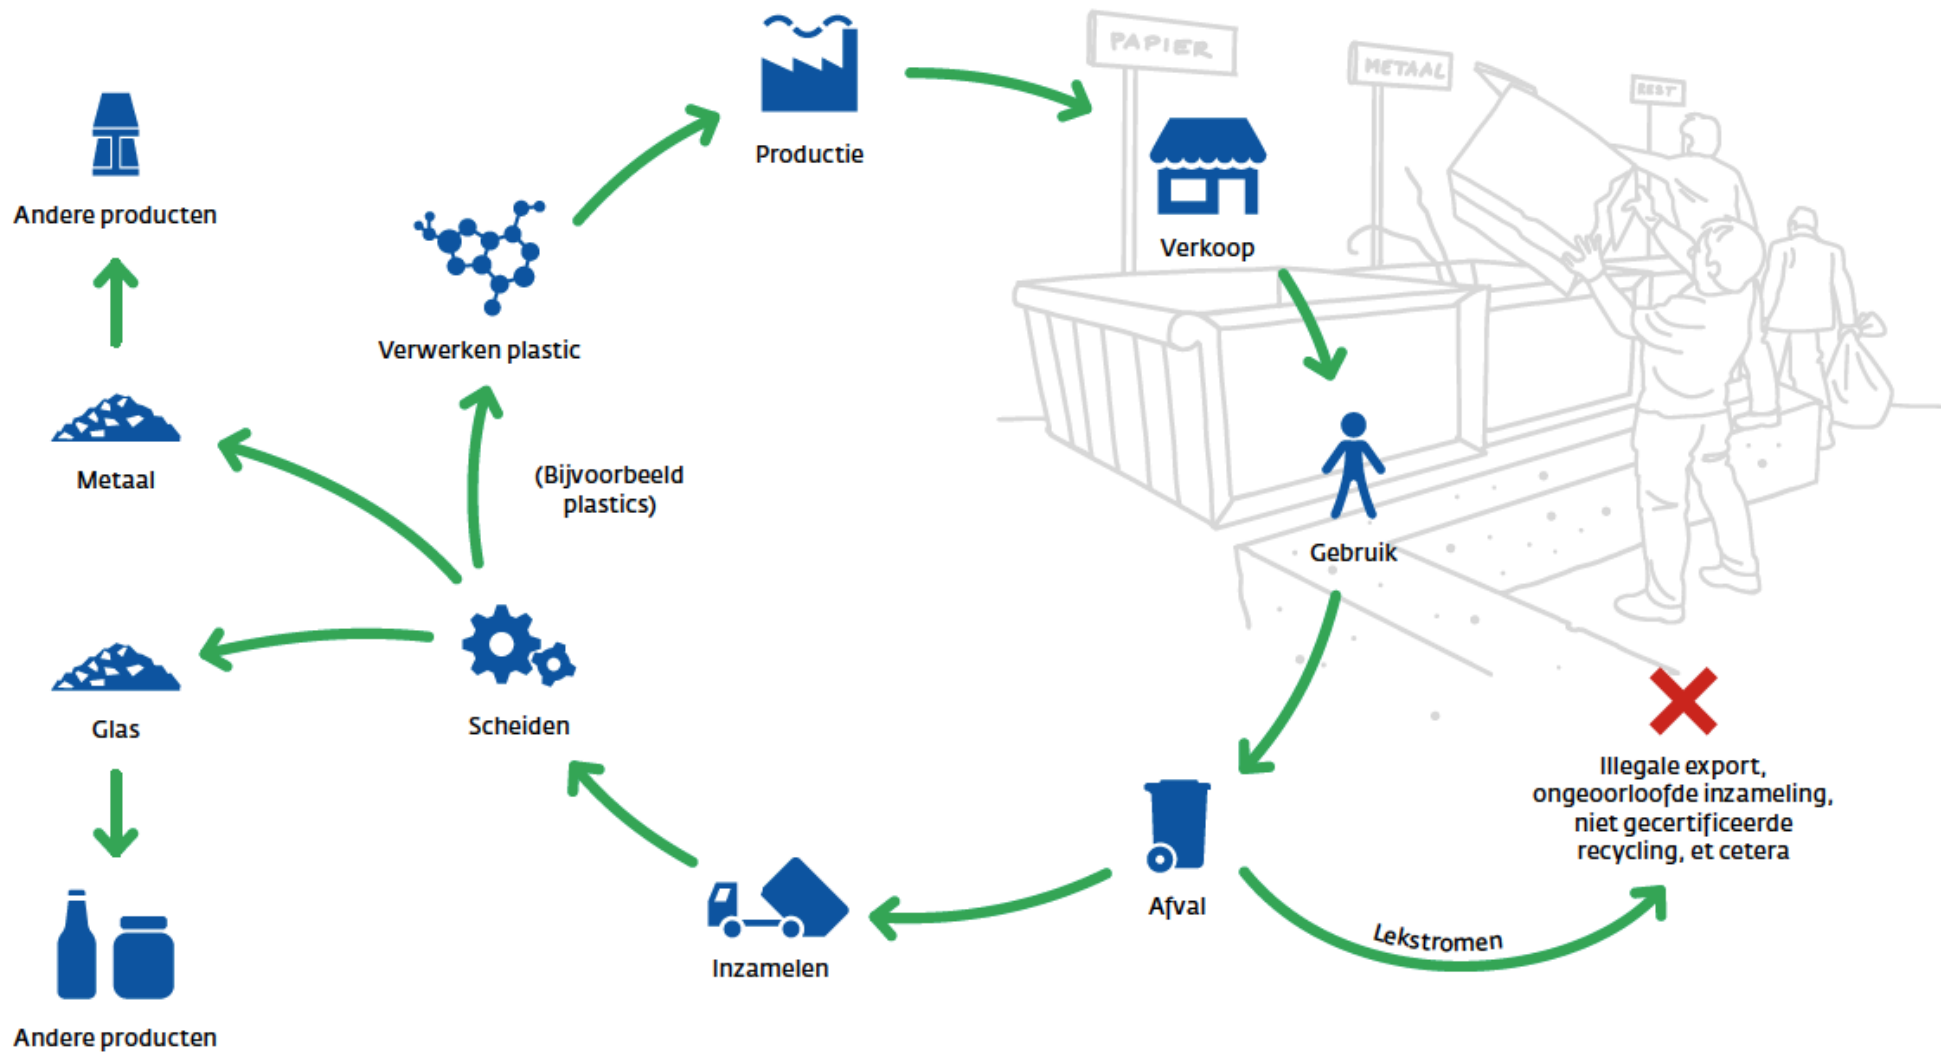 PAPIER
METAAL
REST
Productie
Verkoop
Andere producten
Verwerken plastic
Metaal
(Bijvoorbeeld
plastics)
Gebruik
Glas
Scheiden
Illegale export,
ongeoorloofde inzameling,
niet gecertificeerde
recycling, et cetera
Afval
Lekstromen
Inzamelen
Andere producten